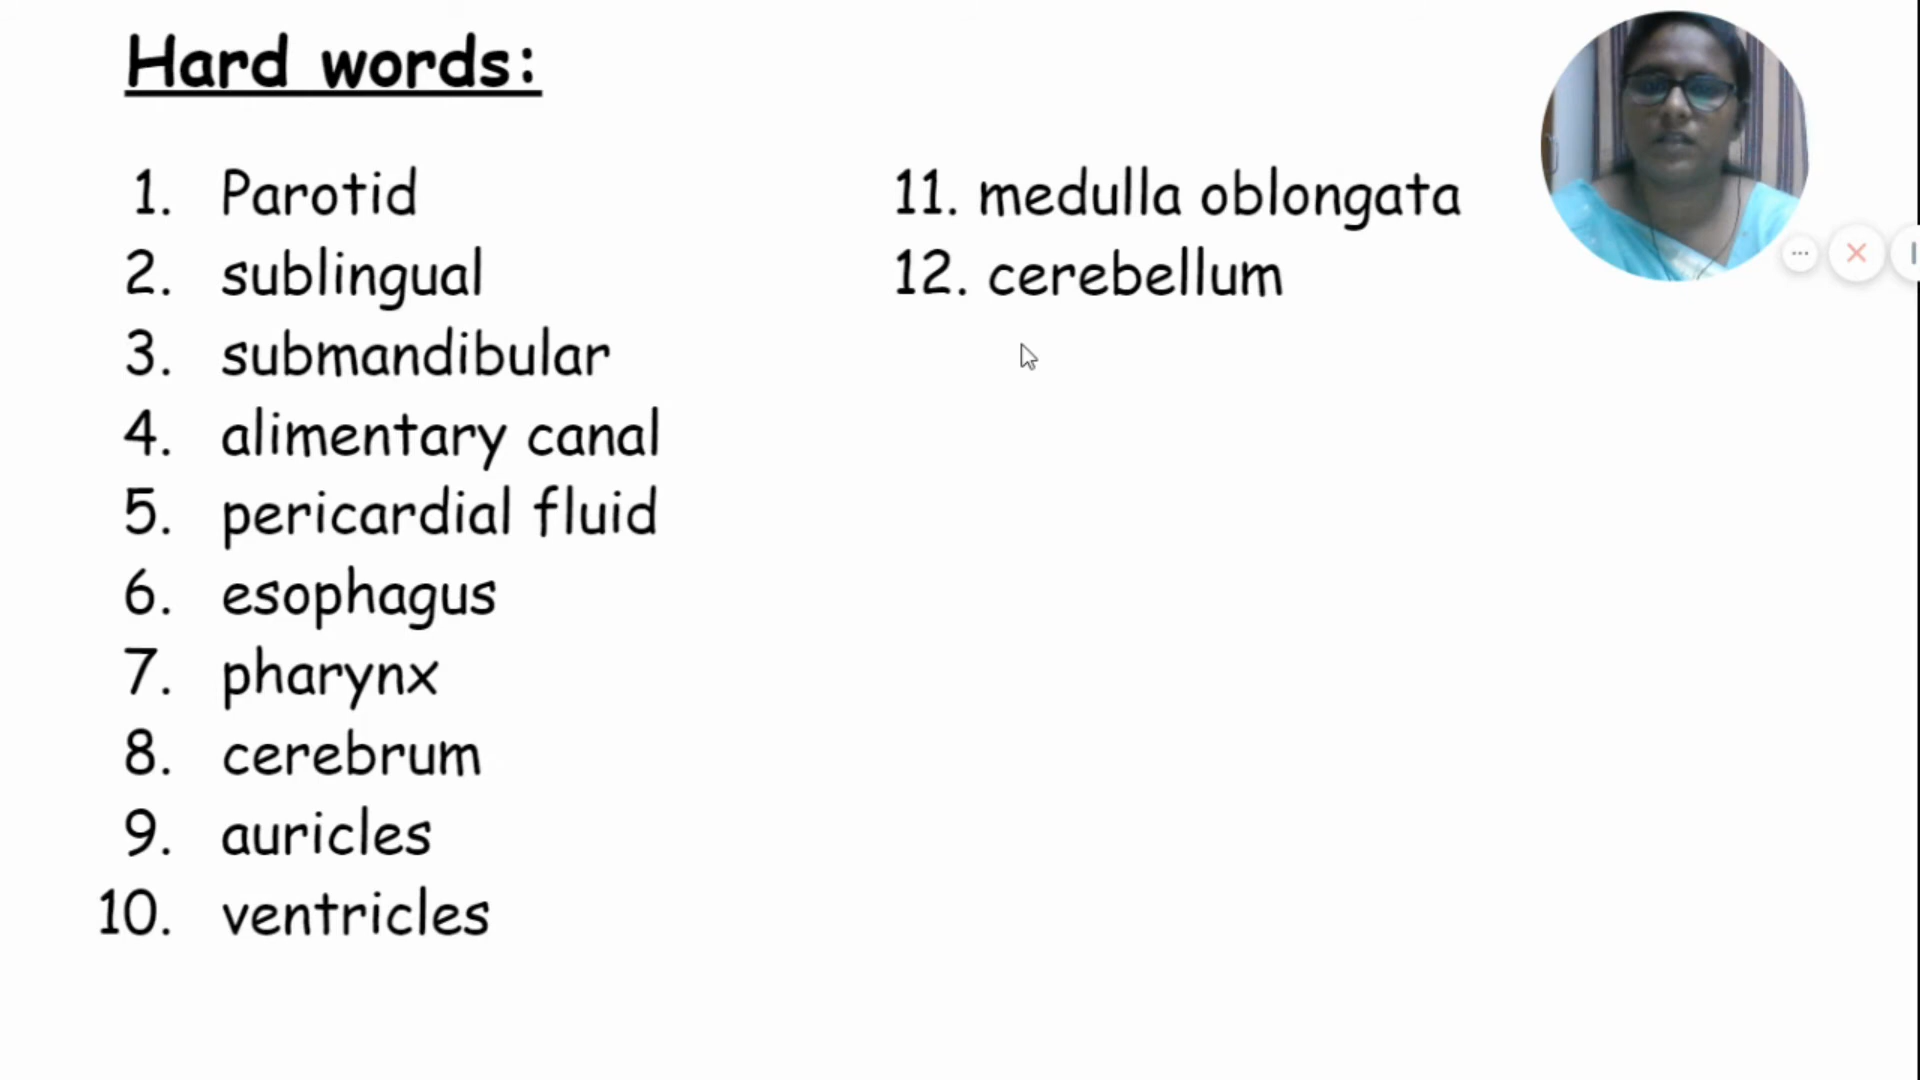 Hard words:
1. Parotid
2. sublingual
3. submandibular
4. alimentary canal
5. pericardial fluid
6. esophagus
7. pharynx
8. cerebrum
9. auricles
10. ventricles
11. medulla oblongata
12. cerebellum